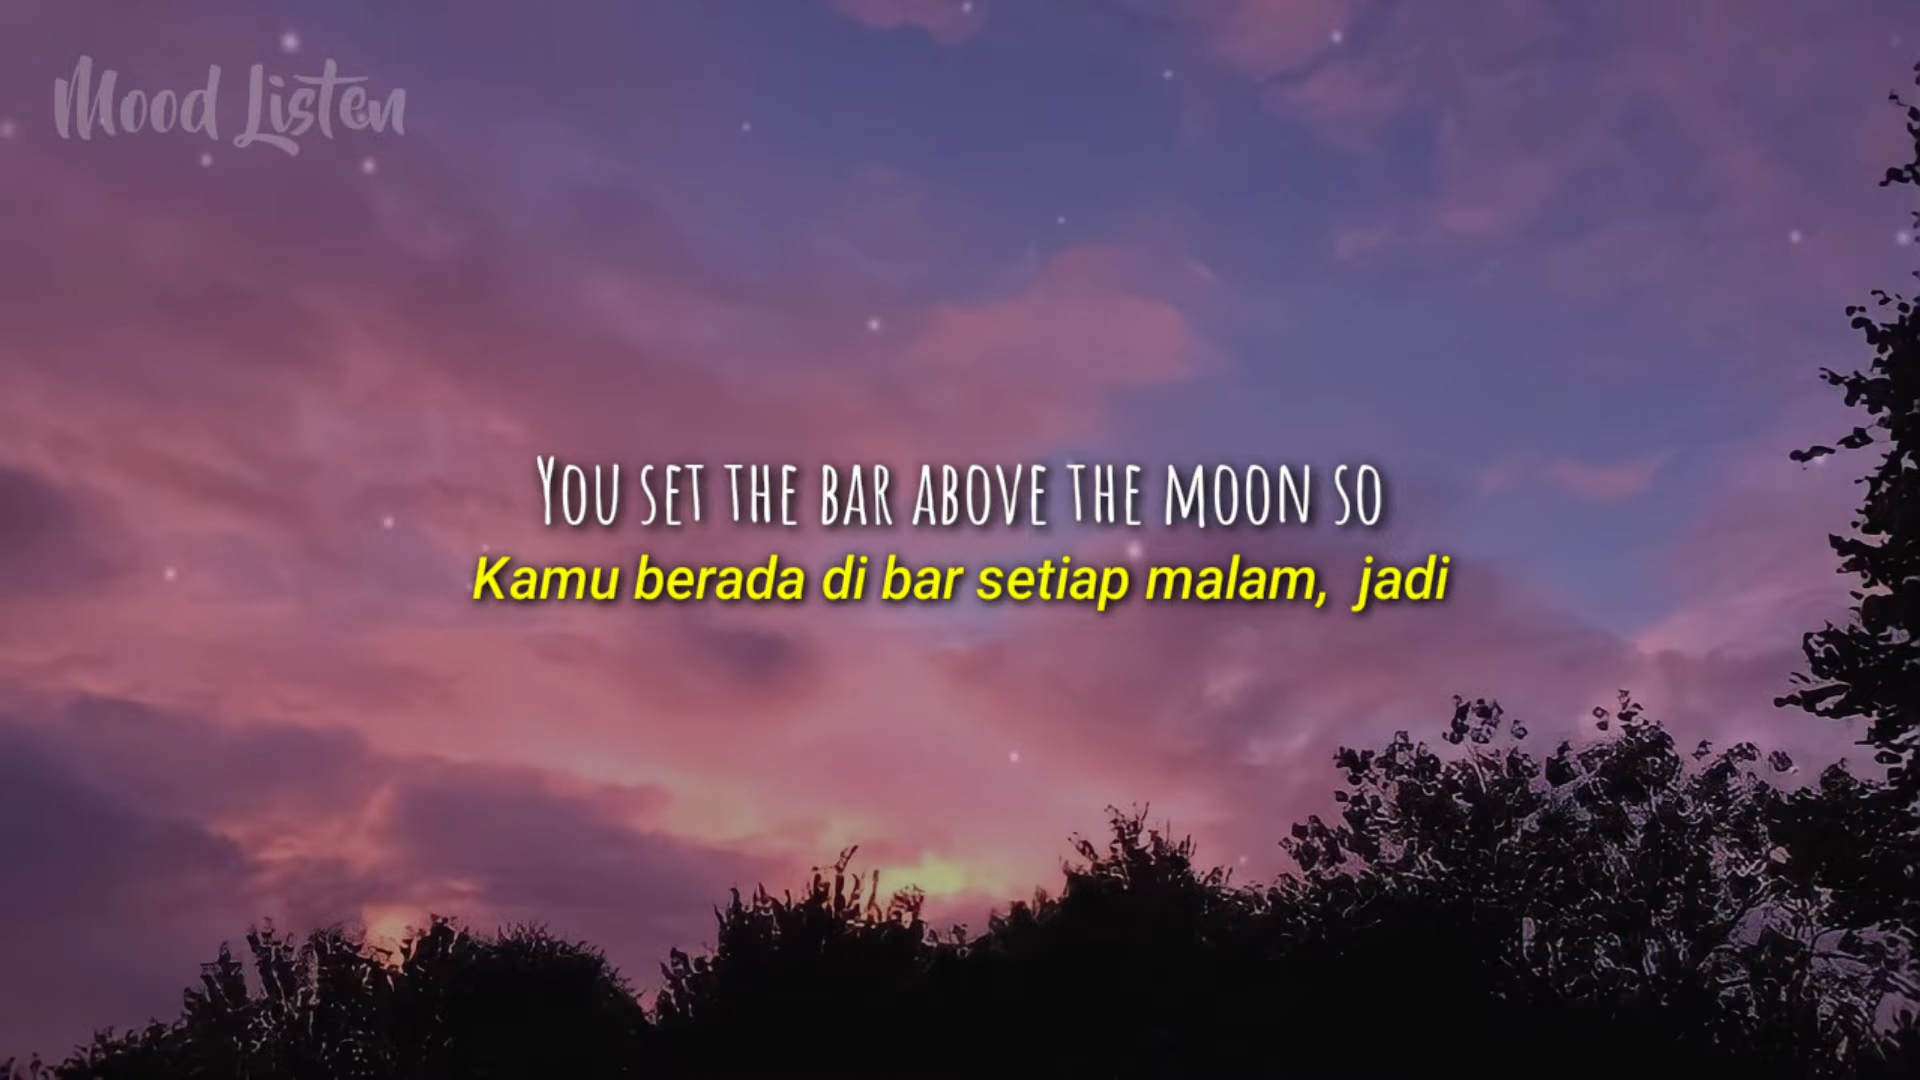 Mood Listen
You set the bar above the moon so
Kamu berada di bar setiap malam, jadi